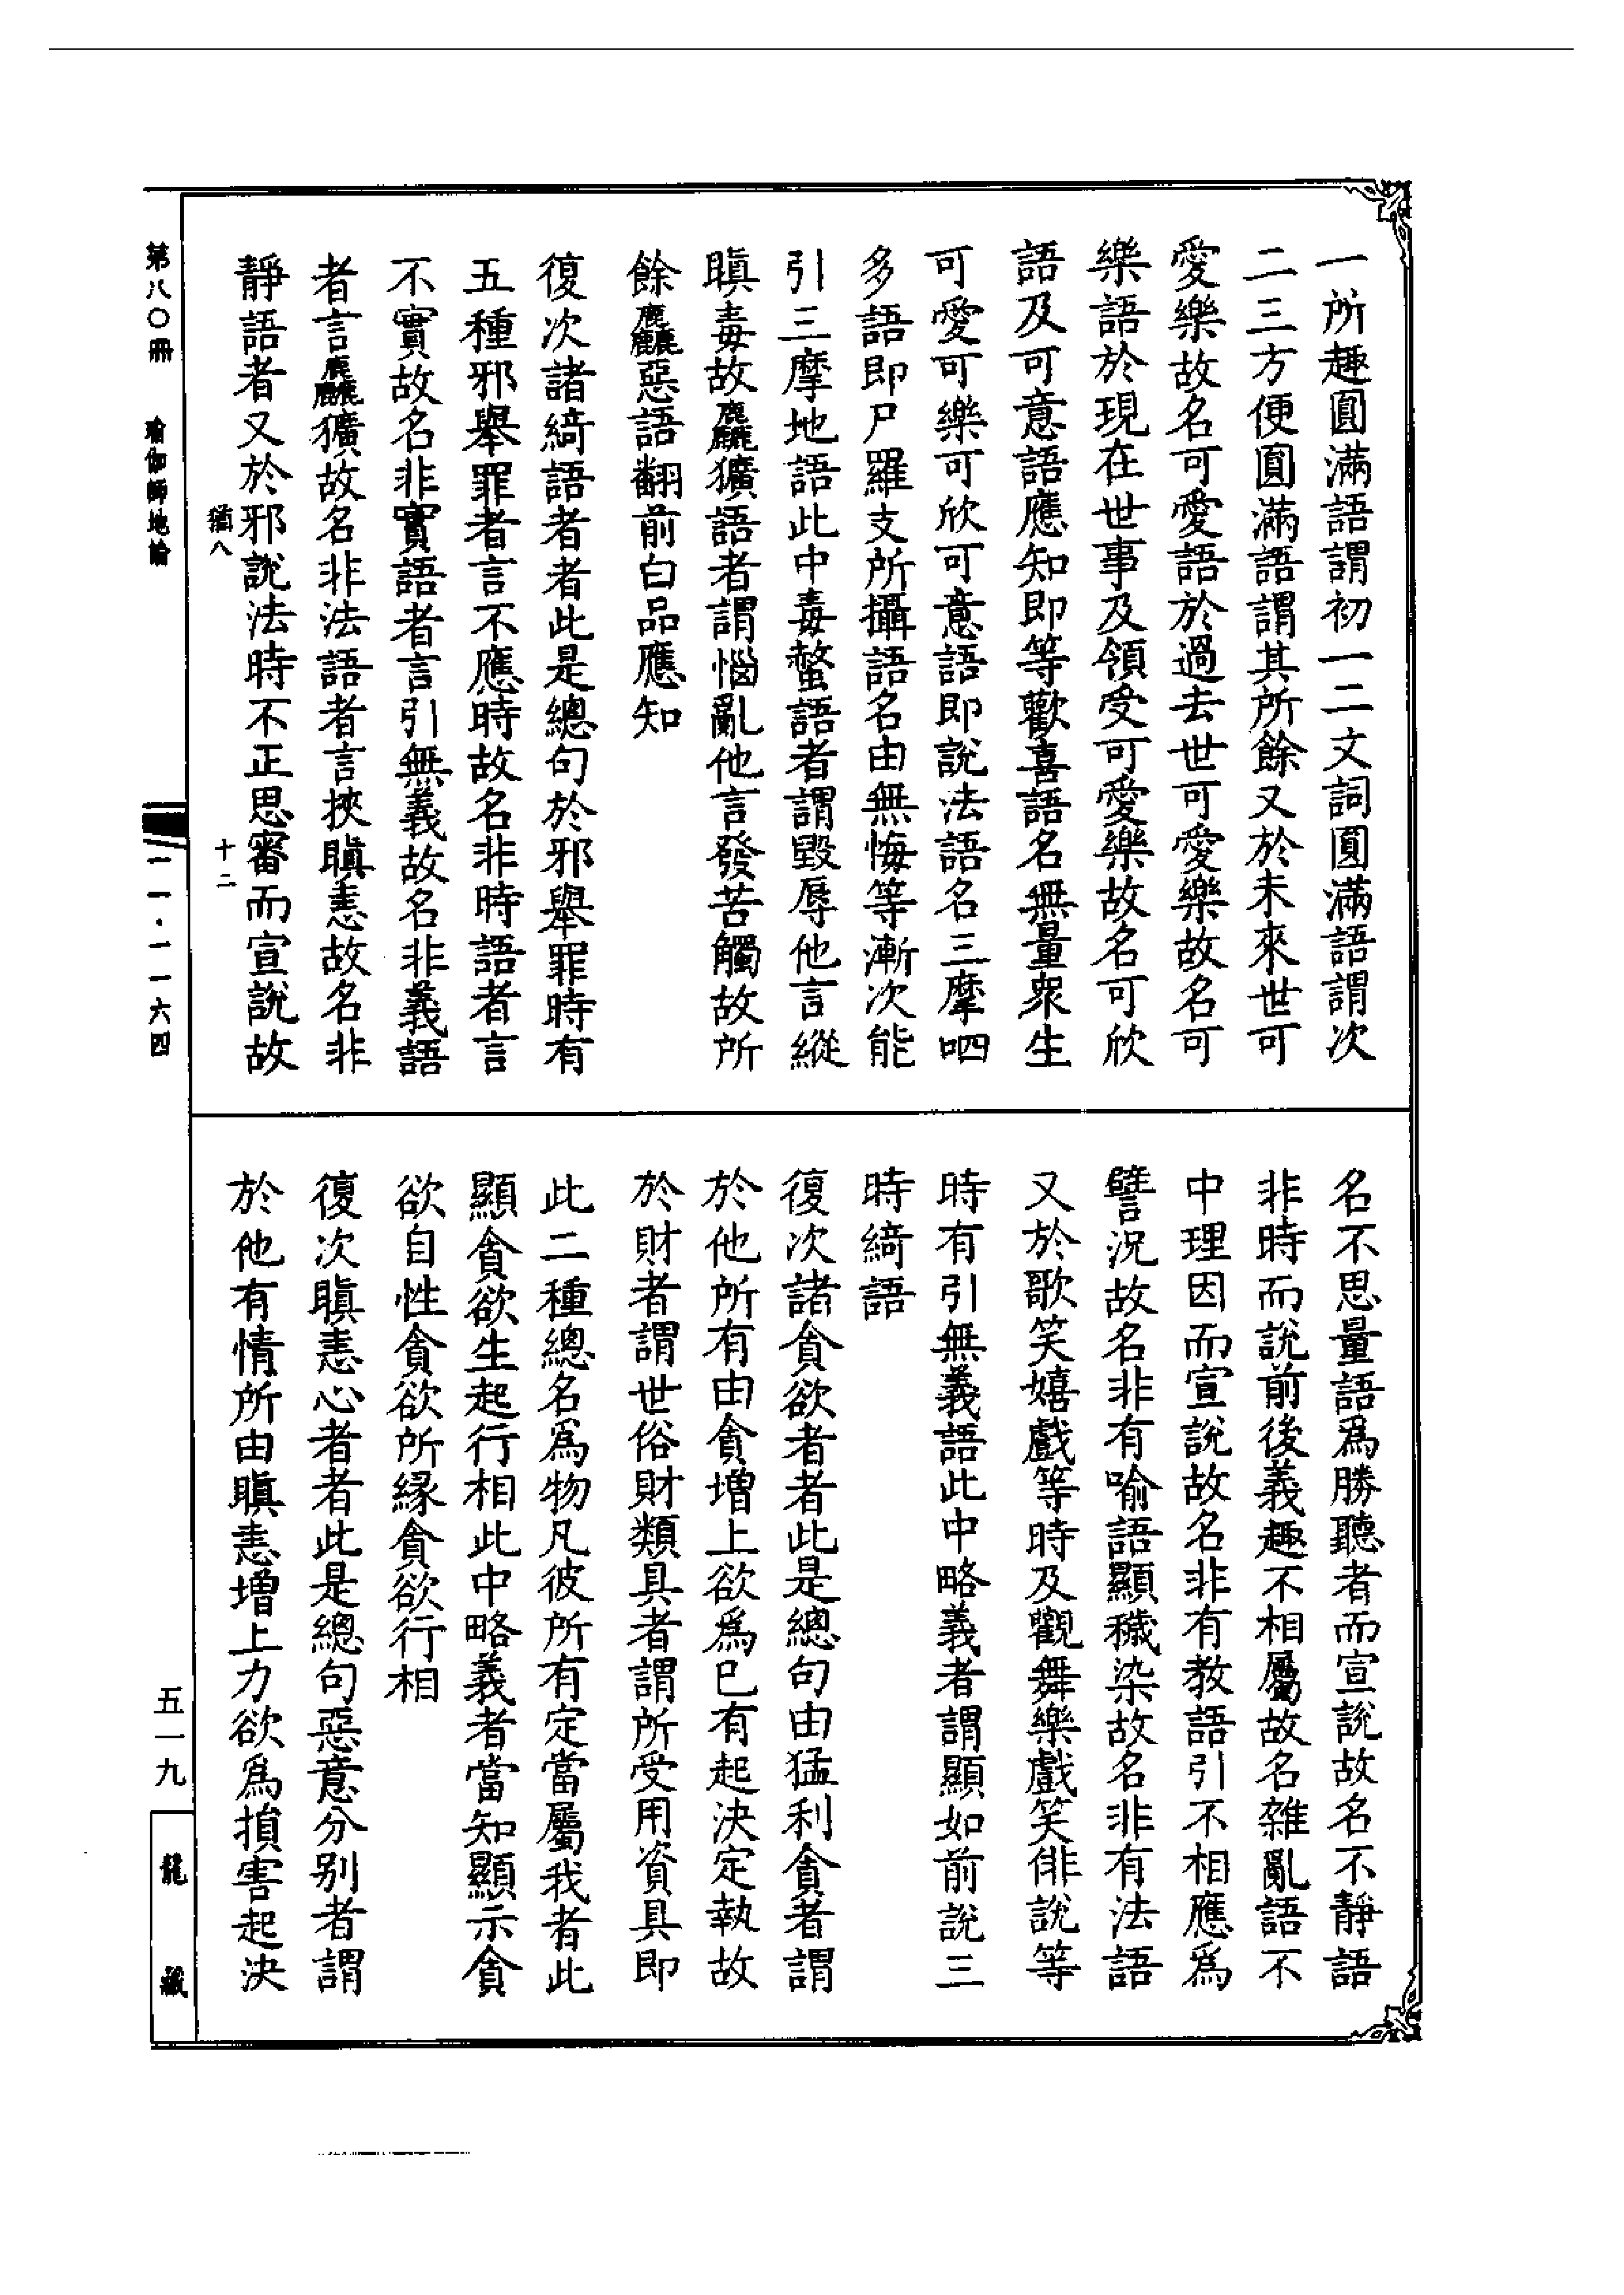 一所趣圓滿語謂初一二文詞圓滿語謂次
二三方便圓滿語謂其所餘又於未來世可
愛樂故名可愛語於過去世可愛樂故名可
樂語於現在世事及領受可愛樂故名可欣
語及可意語應知即等歡喜語名無量衆生
可愛可樂可欣可意語即說法語名三摩呬
多語即尸羅支所攝語名由無悔等漸次能
引三摩地語此中毒螫語者謂毀辱他言縱
瞋毒故麤獷語者謂惱亂他言發苦觸故所
餘麤惡語翻前白品應知
復次諸綺語者者此是總句於邪舉罪時有
五種邪舉罪者言不應時故名非時語者言
不實故名非實語者言引無義故名非義語
者言麤獷故名非法語者言挾瞋恚故名非
靜語者又於邪說法時不正思審而宣說故
猶八
十二
名不思量語爲勝聽者而宣說故名不靜語
非時而說前後義趣不相屬故名雜亂語不
中理因而宣說故名非有教語引不相應爲
譬況故名非有喻語顯穢染故名非有法語
又於歌笑嬉戲等時及觀舞樂戲笑俳說等
時有引無義語此中略義者謂顯如前說三
時綺語
復次諸貪欲者者此是總句由猛利貪者謂
於他所有由貪增上欲爲已有起決定執故
於財者謂世俗財類具者謂所受用資具即
此二種總名爲物凡彼所有定當屬我者此
顯貪欲生起行相此中略義者當知顯示貪
欲自性貪欲所緣貪欲行相
復次瞋恚心者者此是總句惡意分別者謂
於他有情所由瞋恚增上力欲爲損害起決
第八〇冊
瑜伽師地論
二一·一一六四
五一九
龍藏